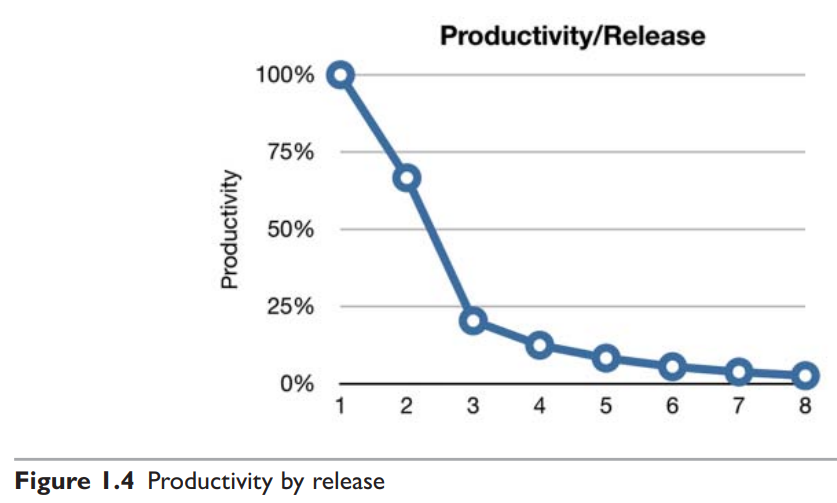 Productivity/Release
100%
75%
50%
25%
0%
Productivity
1 2 3 4 5 6 7 8
Figure 1.4 Productivity by release